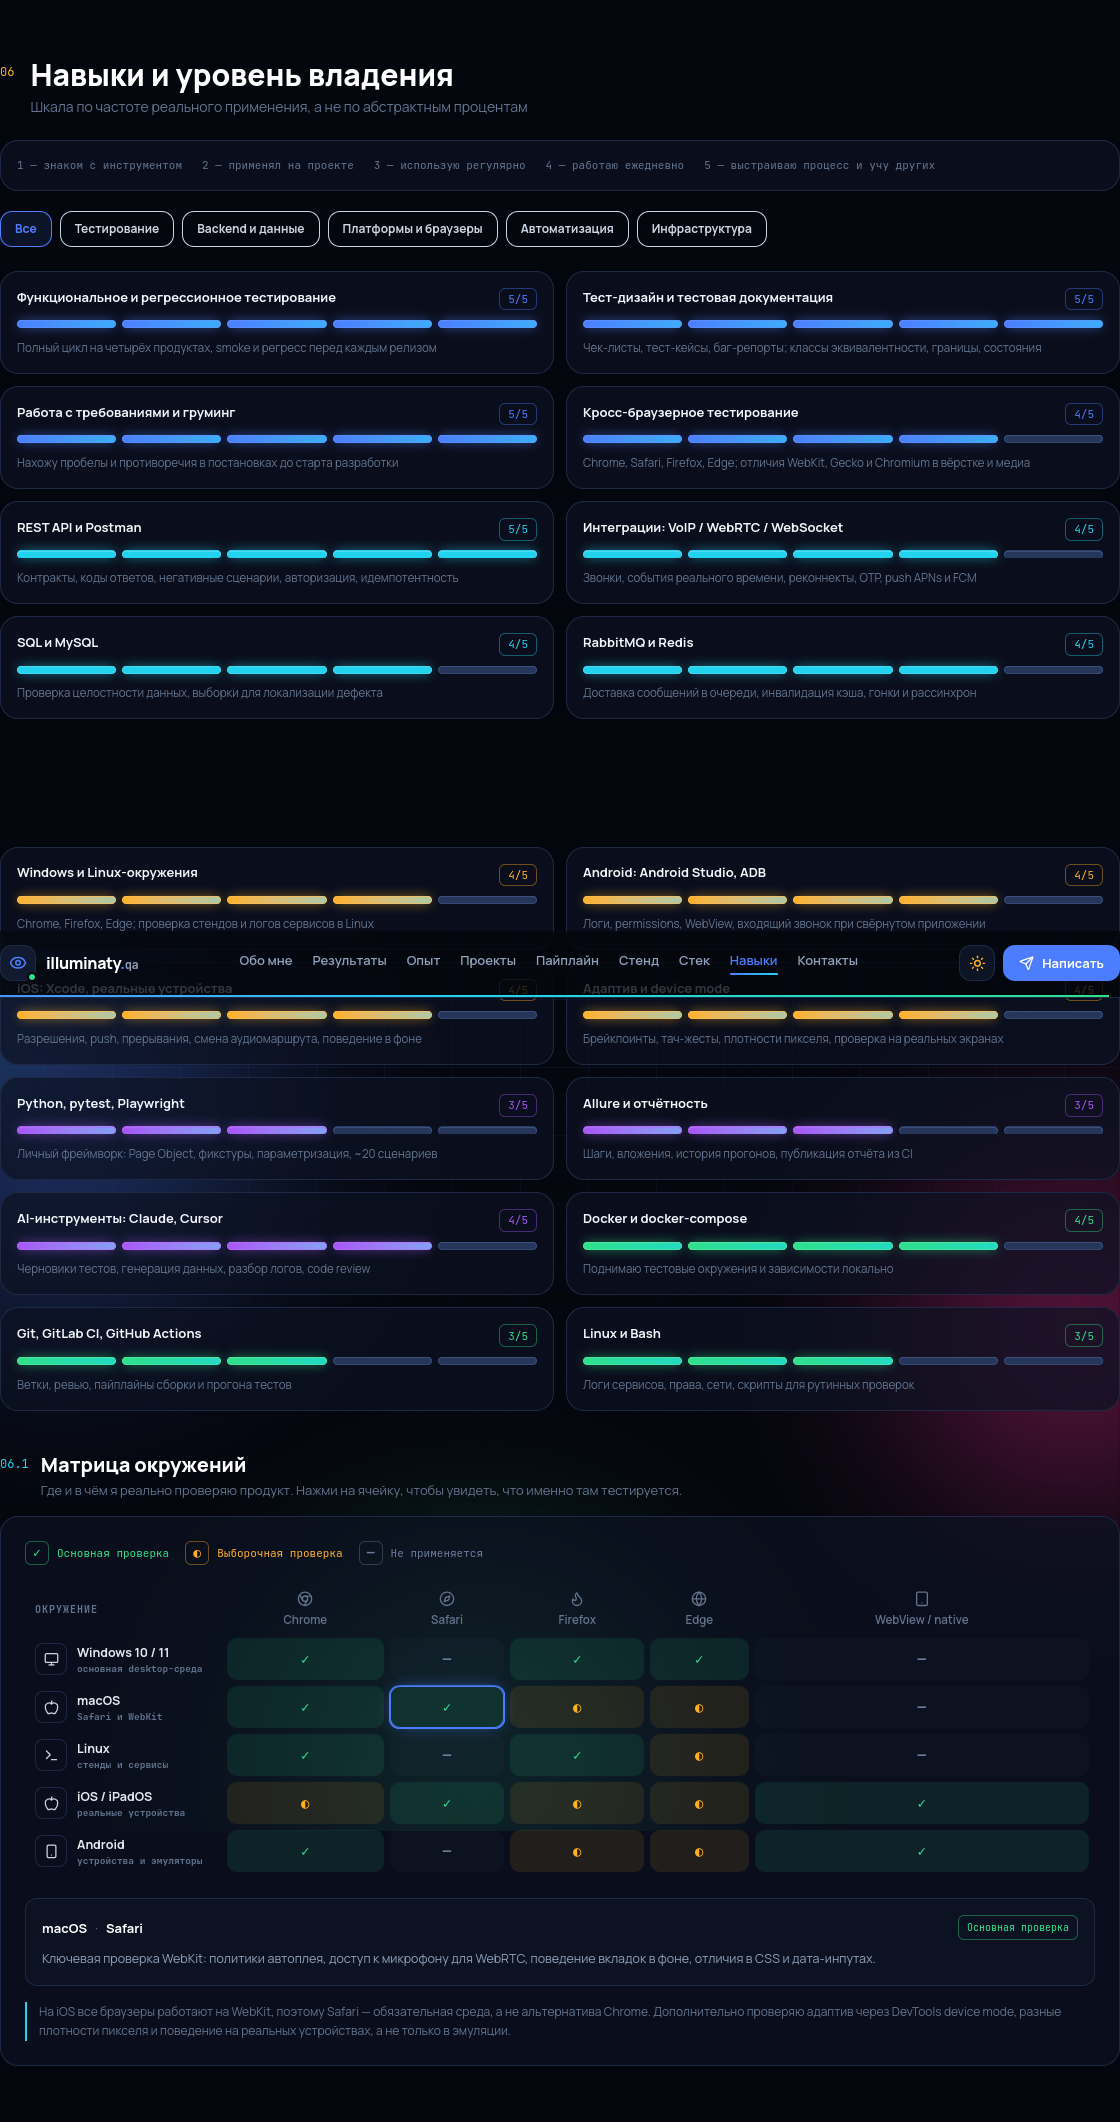 06
Навыки и уровень владения
Шкала по частоте реального применения, а не по абстрактным процентам
1 — знаком с инструментом 2 — применял на проекте 3 — использую регулярно 4 — работаю ежедневно 5 — выстраиваю процесс и учу других
Все Тестирование Backend и данные Платформы и браузеры Автоматизация Инфраструктура
Функциональное и регрессионное тестирование 5/5
Полный цикл на четырёх продуктах, smoke и регресс перед каждым релизом
Тест-дизайн и тестовая документация 5/5
Чек-листы, тест-кейсы, баг-репорты; классы эквивалентности, границы, состояния
Работа с требованиями и груминг 5/5
Нахожу пробелы и противоречия в постановках до старта разработки
Кросс-браузерное тестирование 4/5
Chrome, Safari, Firefox, Edge; отличия WebKit, Gecko и Chromium в вёрстке и медиа
REST API и Postman 5/5
Контракты, коды ответов, негативные сценарии, авторизация, идемпотентность
Интеграции: VoIP / WebRTC / WebSocket 4/5
Звонки, события реального времени, реконнекты, OTP, push APNs и FCM
SQL и MySQL 4/5
Проверка целостности данных, выборки для локализации дефекта
RabbitMQ и Redis 4/5
Доставка сообщений в очереди, инвалидация кэша, гонки и рассинхрон
Windows и Linux-окружения 4/5
Chrome, Firefox, Edge; проверка стендов и логов сервисов в Linux
Android: Android Studio, ADB 4/5
Логи, permissions, WebView, входящий звонок при свёрнутом приложении
illuminaty.qa
Обо мне Результаты Опыт Проекты Пайплайн Стенд Стек Навыки Контакты
Написать
iOS: Xcode, реальные устройства 4/5
Разрешения, push, прерывания, смена аудиомаршрута, поведение в фоне
Адаптив и device mode 4/5
Брейкпоинты, тач-жесты, плотности пикселя, проверка на реальных экранах
Python, pytest, Playwright 3/5
Личный фреймворк: Page Object, фикстуры, параметризация, ~20 сценариев
Allure и отчётность 3/5
Шаги, вложения, история прогонов, публикация отчёта из CI
AI-инструменты: Claude, Cursor 4/5
Черновики тестов, генерация данных, разбор логов, code review
Docker и docker-compose 4/5
Поднимаю тестовые окружения и зависимости локально
Git, GitLab CI, GitHub Actions 3/5
Ветки, ревью, пайплайны сборки и прогона тестов
Linux и Bash 3/5
Логи сервисов, права, сети, скрипты для рутинных проверок
06.1
Матрица окружений
Где и в чём я реально проверяю продукт. Нажми на ячейку, чтобы увидеть, что именно там тестируется.
✓ Основная проверка ◐ Выборочная проверка — Не применяется
ОКРУЖЕНИЕ Chrome Safari Firefox Edge WebView / native
Windows 10 / 11 ✓ — ✓ ✓ —
основная desktop-среда
macOS ✓ ✓ ◐ ◐ —
Safari и WebKit
Linux ✓ — ✓ ◐ —
стенды и сервисы
iOS / iPadOS ◐ ✓ ◐ ◐ ✓
реальные устройства
Android ✓ — ◐ ◐ ✓
устройства и эмуляторы
macOS · Safari Основная проверка
Ключевая проверка WebKit: политики автоплея, доступ к микрофону для WebRTC, поведение вкладок в фоне, отличия в CSS и дата-инпутах.
На iOS все браузеры работают на WebKit, поэтому Safari — обязательная среда, а не альтернатива Chrome. Дополнительно проверяю адаптив через DevTools device mode, разные
плотности пикселя и поведение на реальных устройствах, а не только в эмуляции.